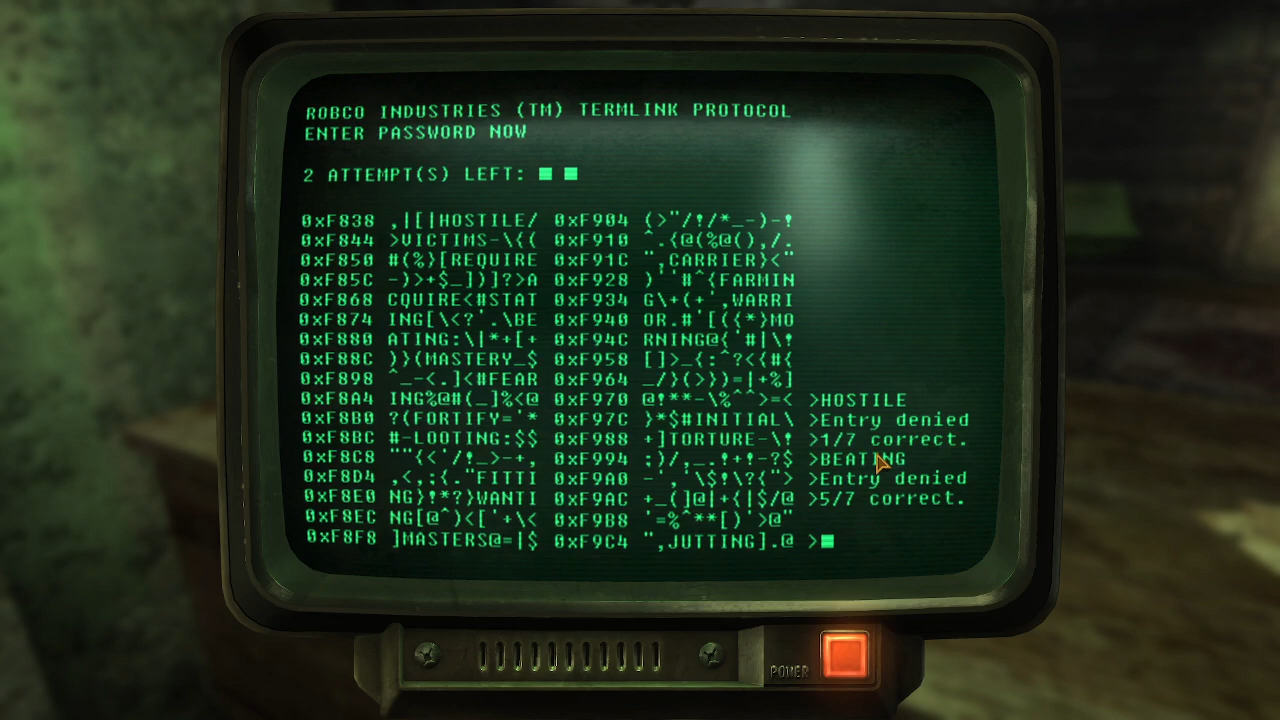 ROBCO INDUSTRIES (TM) TERMLINK PROTOCOL
ENTER PASSWORD NOW
2 ATTEMPT(S) LEFT: ■ ■
0xF838 ,|[|HOSTILE/ 0xF904 (>"/!/*_-)-!
0xF844 >VICTIMS-\{( 0xF910 ^.{@(%@(),/.
0xF850 #(%}[REQUIRE 0xF91C ",CARRIER}<"
0xF85C -)>+$_])]?>A 0xF928 )''#^{FARMIN
0xF868 CQUIRE<#STAT 0xF934 G\+(+',WARRI
0xF874 ING[\<?'.\BE 0xF940 OR.#'[({*}MO
0xF880 ATING:\|*+[+ 0xF94C RNING@{'#|\!
0xF88C )}(MASTERY_$ 0xF958 []>_{:^?<{#{
0xF898 ^_-<.]<#FEAR 0xF964 _/}(>})=|+%]
0xF8A4 ING%@#(_]%<@ 0xF970 @!**-\%^^>=< >HOSTILE
0xF8B0 ?(FORTIFY='* 0xF97C }*$#INITIAL\ >Entry denied
0xF8BC #-LOOTING:$$ 0xF988 +]TORTURE-\! >1/7 correct.
0xF8C8 ""{<'/!_>-+, 0xF994 :)/,_.!+!-?$ >BEATING
0xF8D4 ,<,:{."FITTI 0xF9A0 -','\$!\?{"> >Entry denied
0xF8E0 NG}!*?}WANTI 0xF9AC +_(]@|+{|$/@ >5/7 correct.
0xF8EC NG[@^)<['+\< 0xF9B8 '=%^**[)'>@"
0xF8F8 ]MASTERS@=|$ 0xF9C4 ",JUTTING].@ >■
POWER